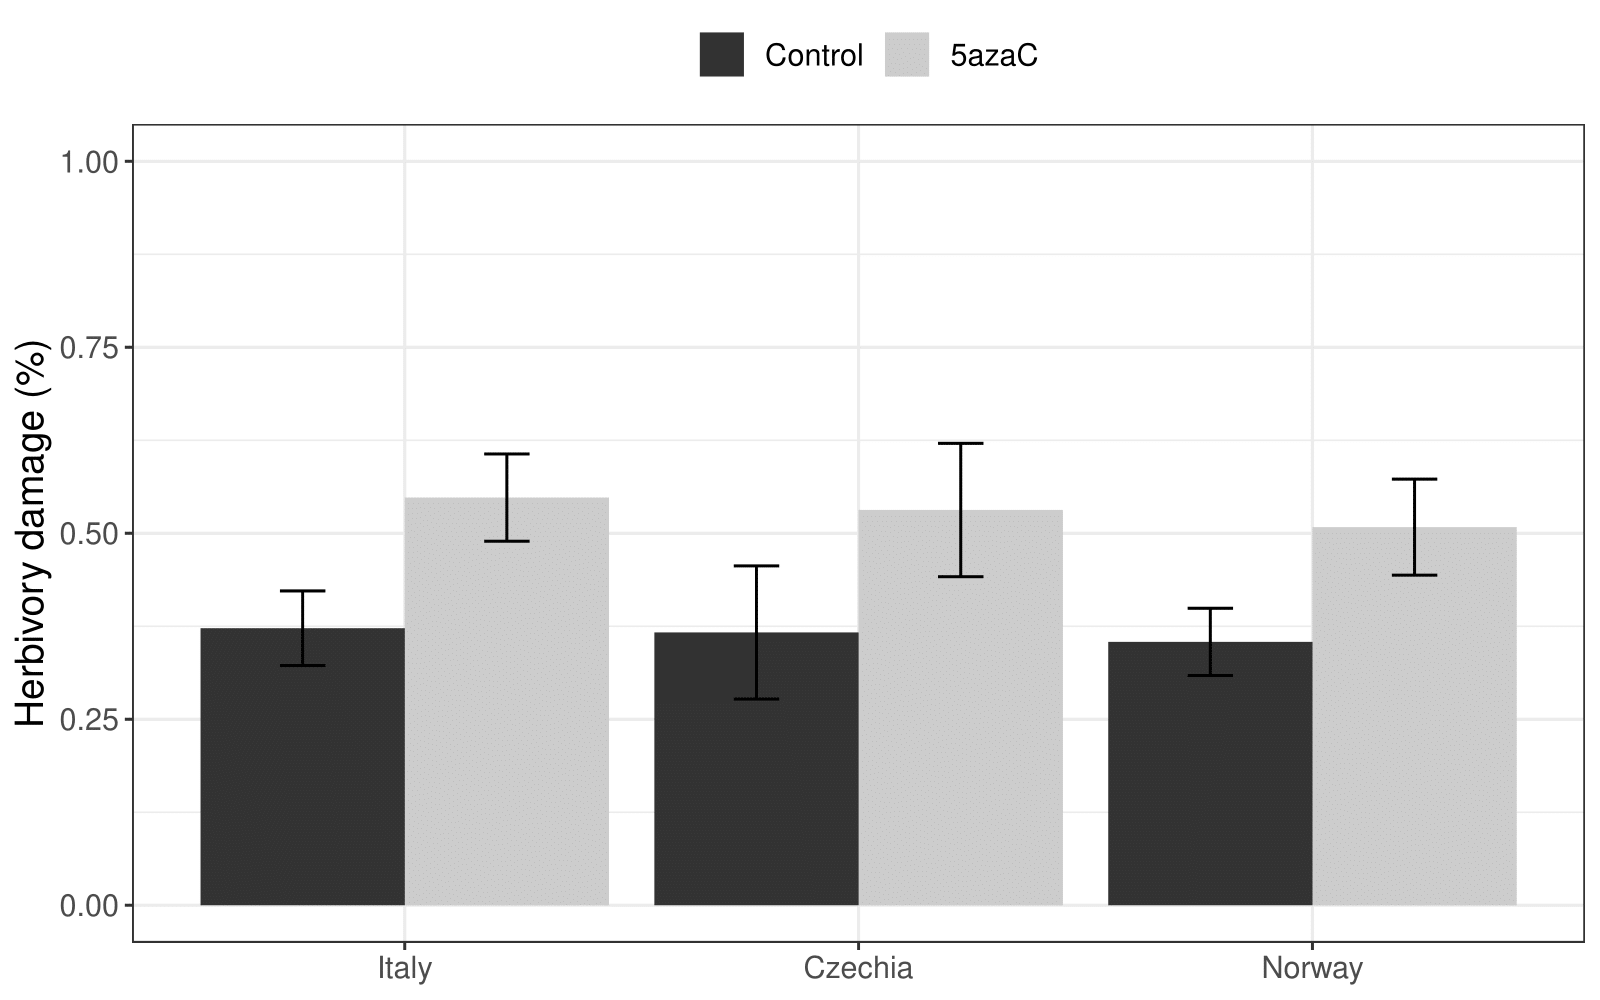 Control 5azaC
Herbivory damage (%)
1.00
0.75
0.50
0.25
0.00
Italy Czechia Norway